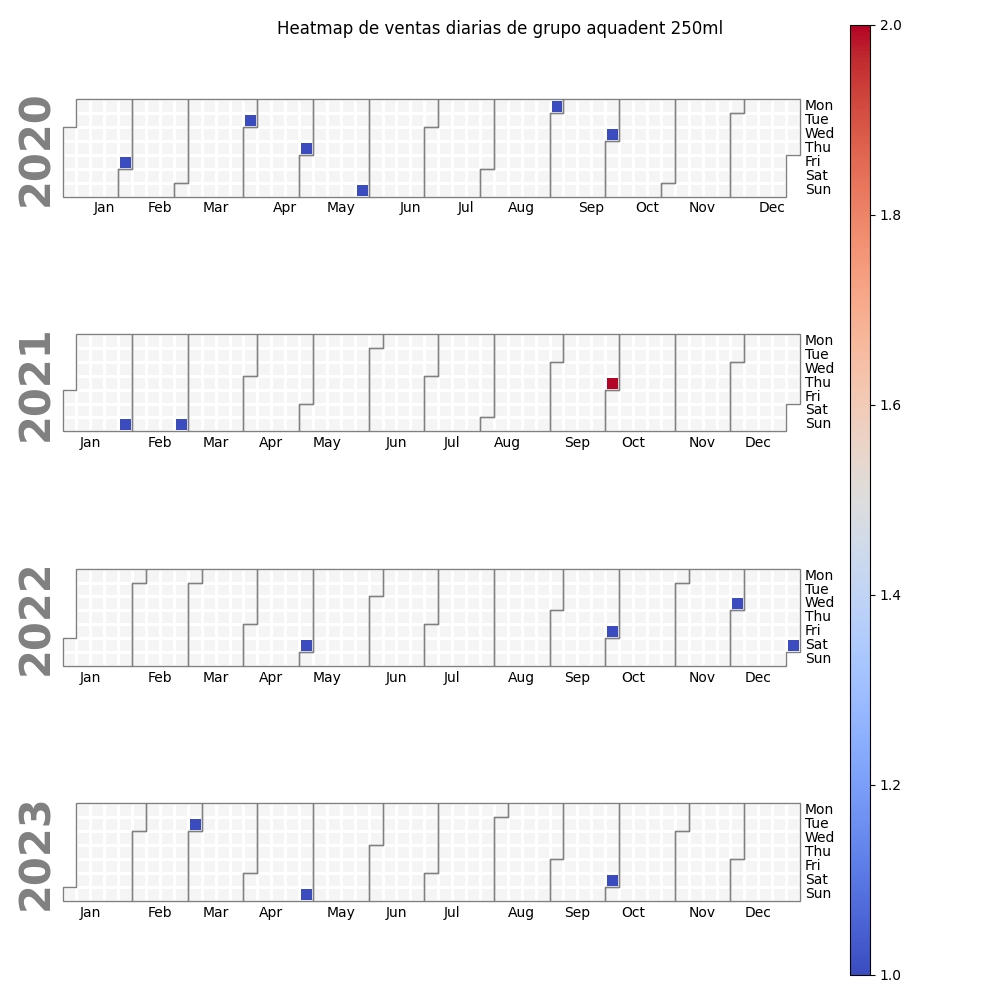 Heatmap de ventas diarias de grupo aquadent 250ml
2020
Mon
Tue
Wed
Thu
Fri
Sat
Sun
Jan Feb Mar Apr May Jun Jul Aug Sep Oct Nov Dec
2021
Mon
Tue
Wed
Thu
Fri
Sat
Sun
Jan Feb Mar Apr May Jun Jul Aug Sep Oct Nov Dec
2022
Mon
Tue
Wed
Thu
Fri
Sat
Sun
Jan Feb Mar Apr May Jun Jul Aug Sep Oct Nov Dec
2023
Mon
Tue
Wed
Thu
Fri
Sat
Sun
Jan Feb Mar Apr May Jun Jul Aug Sep Oct Nov Dec
2.0
1.8
1.6
1.4
1.2
1.0